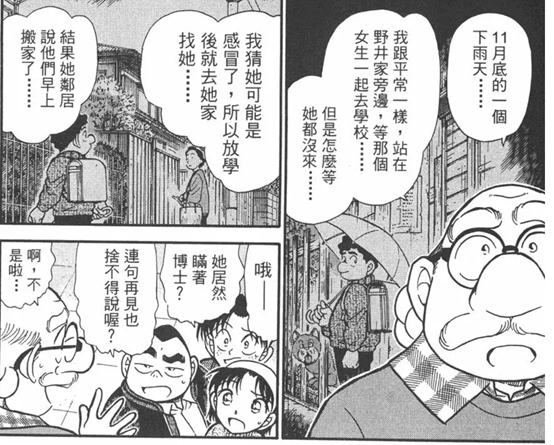 11月底的一個
下雨天……
我跟平常一樣，站在
野井家旁邊，等那個
女生一起去學校……
但是怎麼等
她都沒來……
我猜她可能是
感冒了，所以放學
後就去她家
找她……
結果她鄰居
說他們早上
搬家了……
哦—
她居然
瞞著
博士？
連句再見也
捨不得說喔？
啊，不
是啦…